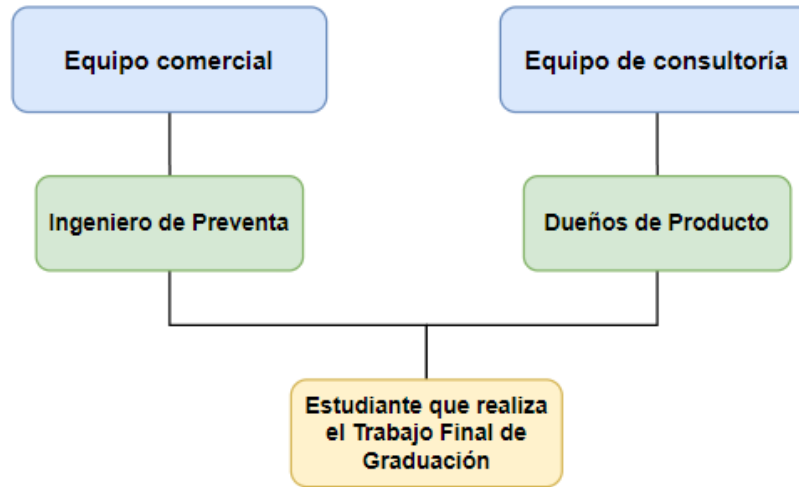 Equipo comercial
Equipo de consultoría
Ingeniero de Preventa
Dueños de Producto
Estudiante que realiza
el Trabajo Final de
Graduación